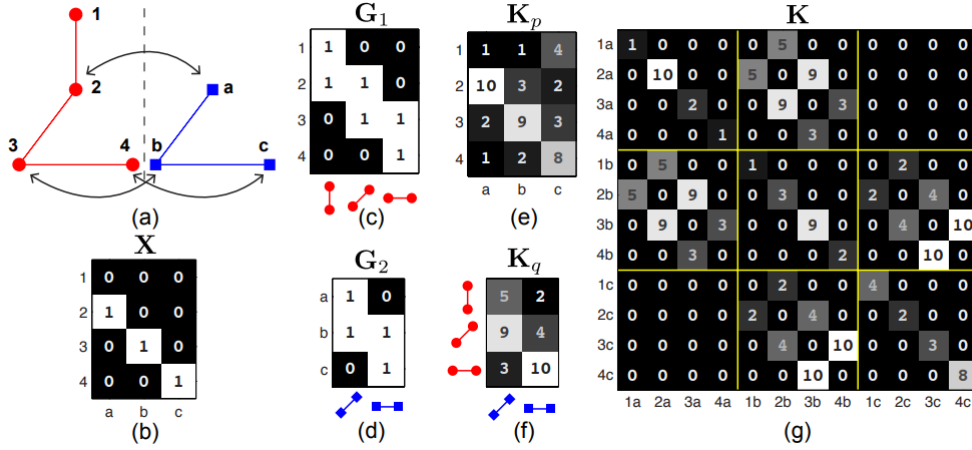 1
2
a
3
4
b
c
(a)
X
1 0 0 0
2 1 0 0
3 0 1 0
4 0 0 1
a b c
(b)
G1
1 1 0 0
2 1 1 0
3 0 1 1
4 0 0 1
(c)
G2
a 1 0
b 1 1
c 0 1
(d)
Kp
1 1 1 4
2 10 3 2
3 2 9 3
4 1 2 8
a b c
(e)
Kq
5 2
9 4
3 10
(f)
K
1a 1 0 0 0 0 5 0 0 0 0 0 0
2a 0 10 0 0 5 0 9 0 0 0 0 0
3a 0 0 2 0 0 9 0 3 0 0 0 0
4a 0 0 0 1 0 0 3 0 0 0 0 0
1b 0 5 0 0 1 0 0 0 0 2 0 0
2b 5 0 9 0 0 3 0 0 2 0 4 0
3b 0 9 0 3 0 0 9 0 0 4 0 10
4b 0 0 3 0 0 0 0 2 0 0 10 0
1c 0 0 0 0 0 2 0 0 4 0 0 0
2c 0 0 0 0 2 0 4 0 0 2 0 0
3c 0 0 0 0 0 4 0 10 0 0 3 0
4c 0 0 0 0 0 0 10 0 0 0 0 8
1a 2a 3a 4a 1b 2b 3b 4b 1c 2c 3c 4c
(g)